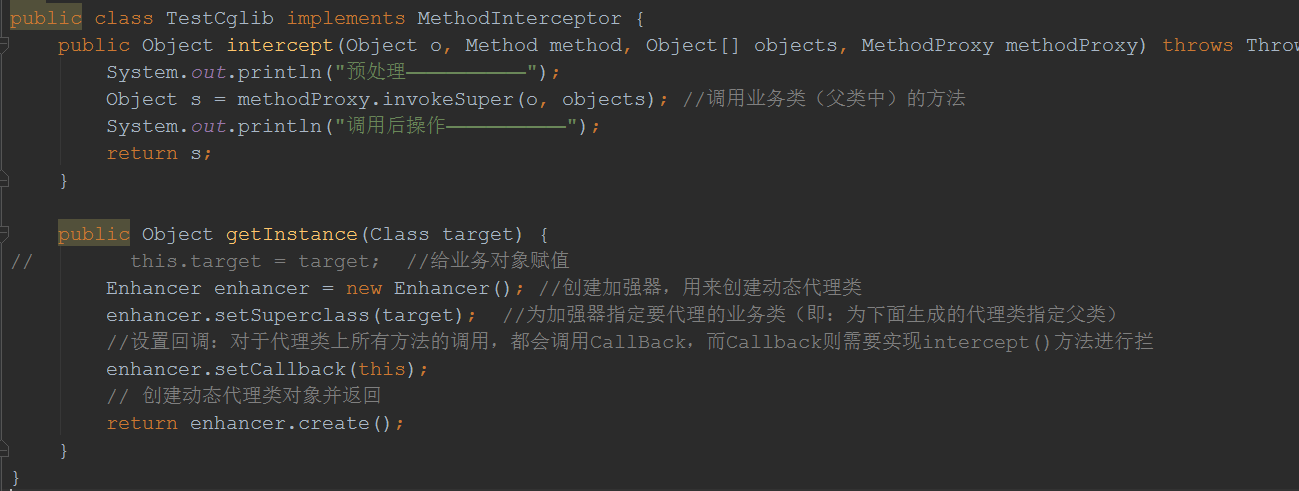 public class TestCglib implements MethodInterceptor {
    public Object intercept(Object o, Method method, Object[] objects, MethodProxy methodProxy) throws Throw
        System.out.println("预处理——————————");
        Object s = methodProxy.invokeSuper(o, objects); //调用业务类（父类中）的方法
        System.out.println("调用后操作——————————");
        return s;
    }
    public Object getInstance(Class target) {
//        this.target = target;  //给业务对象赋值
        Enhancer enhancer = new Enhancer(); //创建加强器，用来创建动态代理类
        enhancer.setSuperclass(target);  //为加强器指定要代理的业务类（即：为下面生成的代理类指定父类）
        //设置回调：对于代理类上所有方法的调用，都会调用CallBack，而Callback则需要实现intercept()方法进行拦
        enhancer.setCallback(this);
        // 创建动态代理类对象并返回
        return enhancer.create();
    }
}